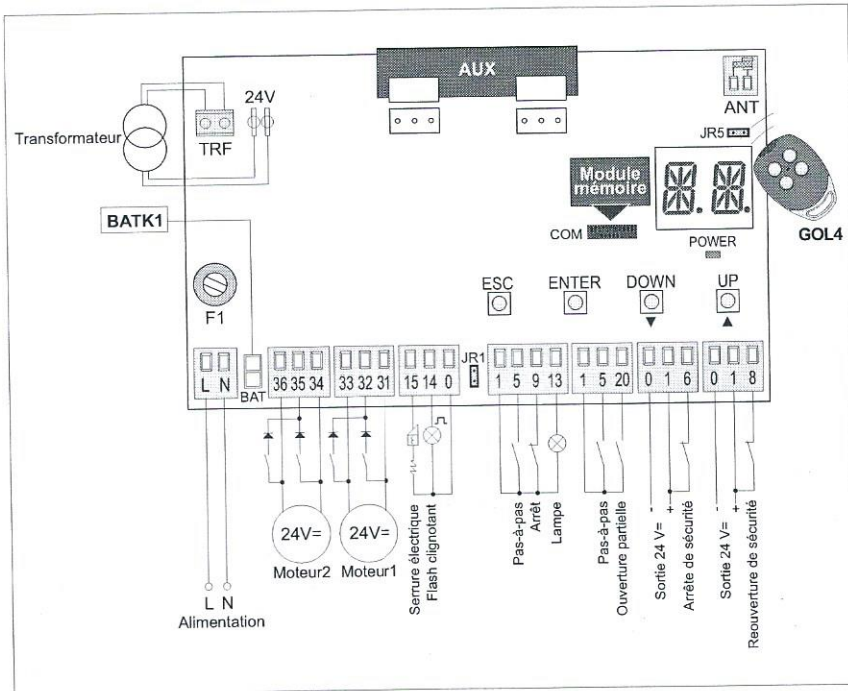 AUX
ANT
JR5
24V
TRF
Transformateur
Module
mémoire
COM
POWER
GOL4
BATK1
F1
ESC
ENTER
DOWN
UP
L N
BAT
36 35 34
33 32 31
15 14 0
JR1
1 5 9 13
1 5 20
0 1 6
0 1 8
- +
- +
24V=
24V=
Moteur2
Moteur1
Serrure électrique
Flash clignotant
Pas-à-pas
Arrêt
Lampe
Pas-à-pas
Ouverture partielle
Sortie 24 V=
Arrête de sécurité
Sortie 24 V=
Reouverture de sécurité
L N
Alimentation